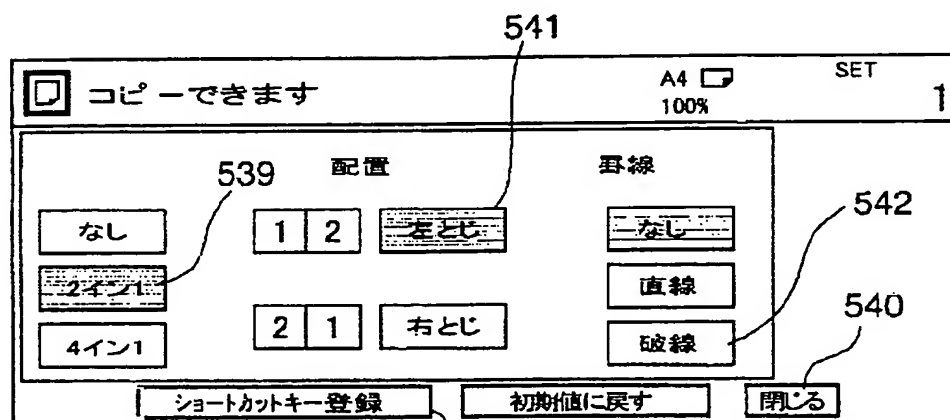 541
コピーできます
A4
100%
SET
1
539
配置
罫線
542
なし
1 2
左とじ
なし
2イン1
直線
540
4イン1
2 1
右とじ
破線
ショートカットキー登録
初期値に戻す
閉じる